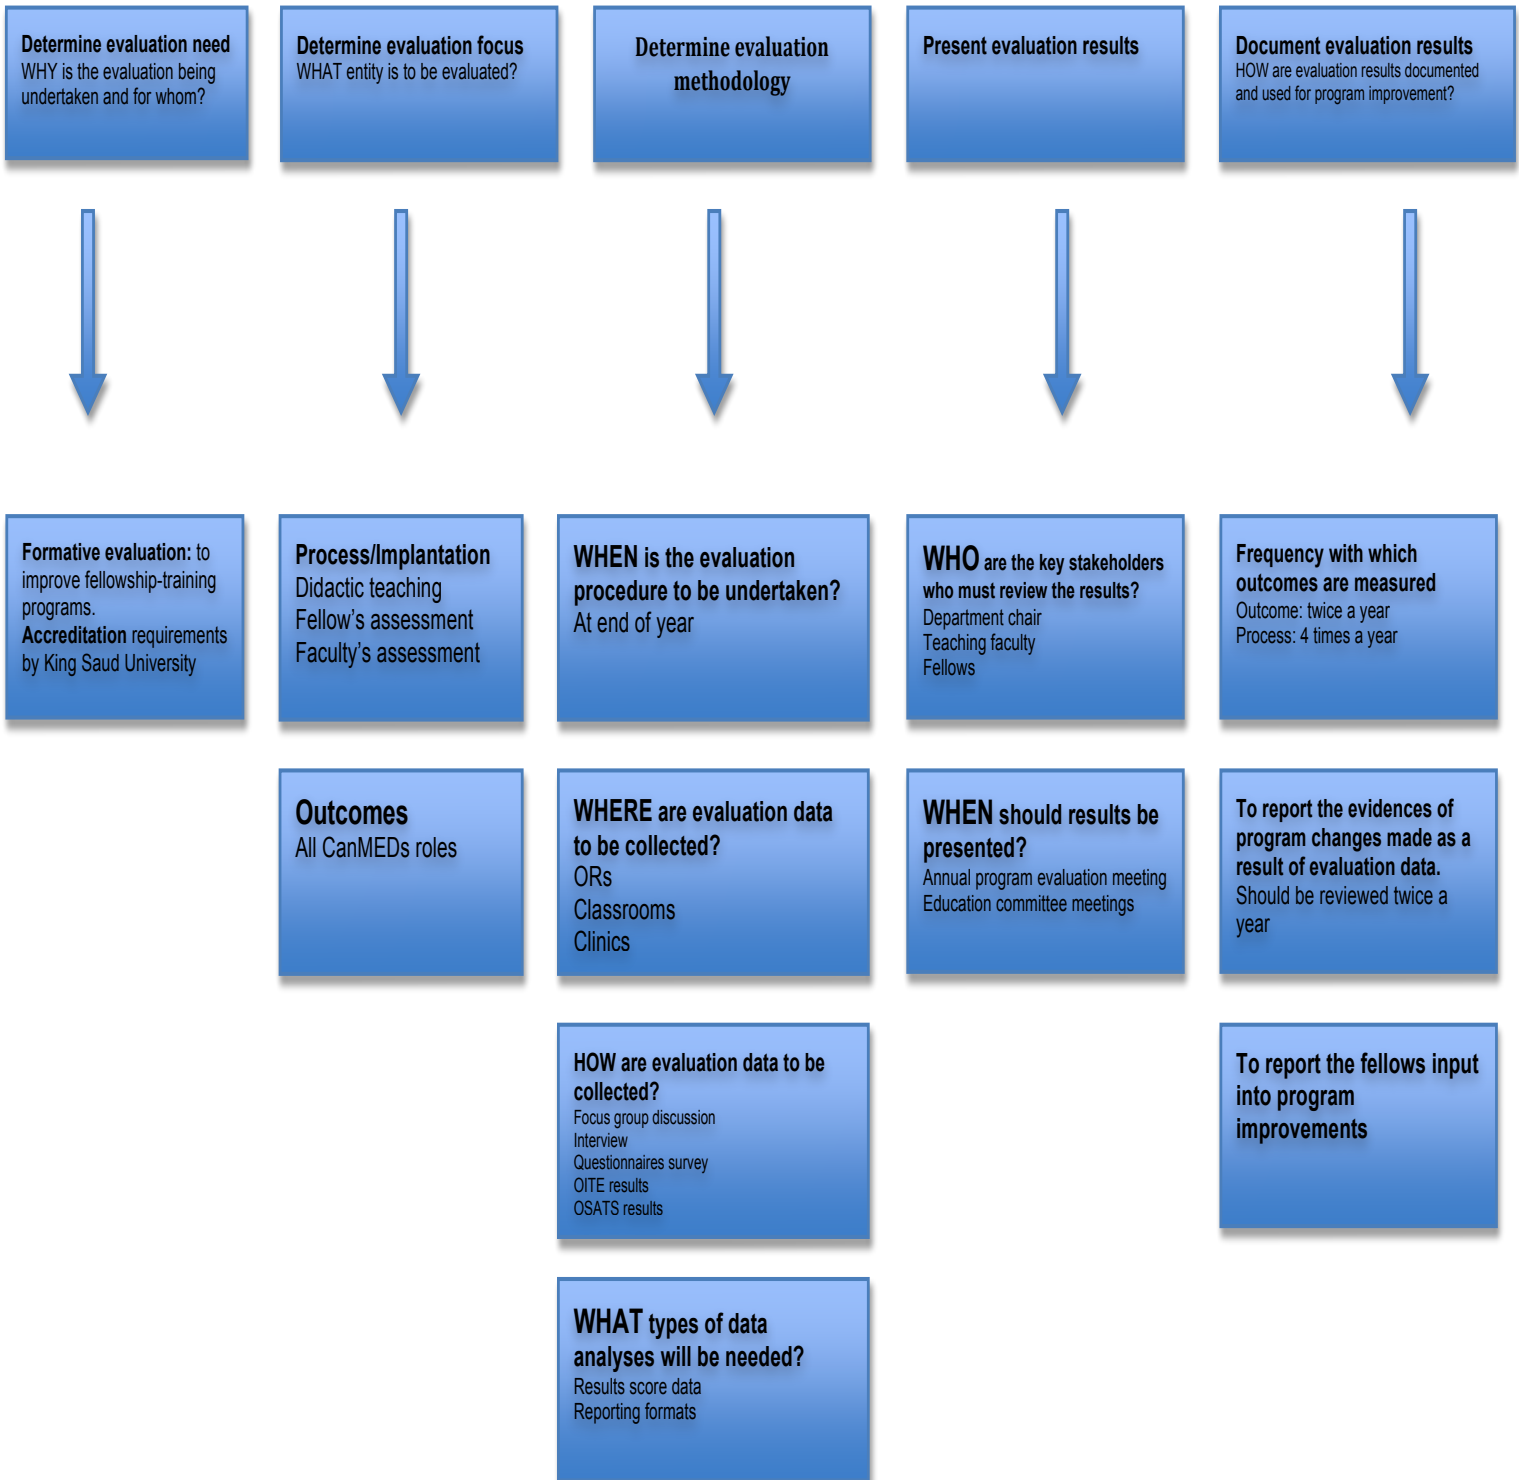 Determine evaluation need
WHY is the evaluation being
undertaken and for whom?
Determine evaluation focus
WHAT entity is to be evaluated?
Determine evaluation
methodology
Present evaluation results
Document evaluation results
HOW are evaluation results documented
and used for program improvement?
Formative evaluation: to
improve fellowship-training
programs.
Accreditation requirements
by King Saud University
Process/Implantation
Didactic teaching
Fellow's assessment
Faculty's assessment
WHEN is the evaluation
procedure to be undertaken?
At end of year
WHO are the key stakeholders
who must review the results?
Department chair
Teaching faculty
Fellows
Frequency with which
outcomes are measured
Outcome: twice a year
Process: 4 times a year
Outcomes
All CanMEDs roles
WHERE are evaluation data
to be collected?
ORs
Classrooms
Clinics
WHEN should results be
presented?
Annual program evaluation meeting
Education committee meetings
To report the evidences of
program changes made as a
result of evaluation data.
Should be reviewed twice a
year
HOW are evaluation data to be
collected?
Focus group discussion
Interview
Questionnaires survey
OITE results
OSATS results
To report the fellows input
into program
improvements
WHAT types of data
analyses will be needed?
Results score data
Reporting formats